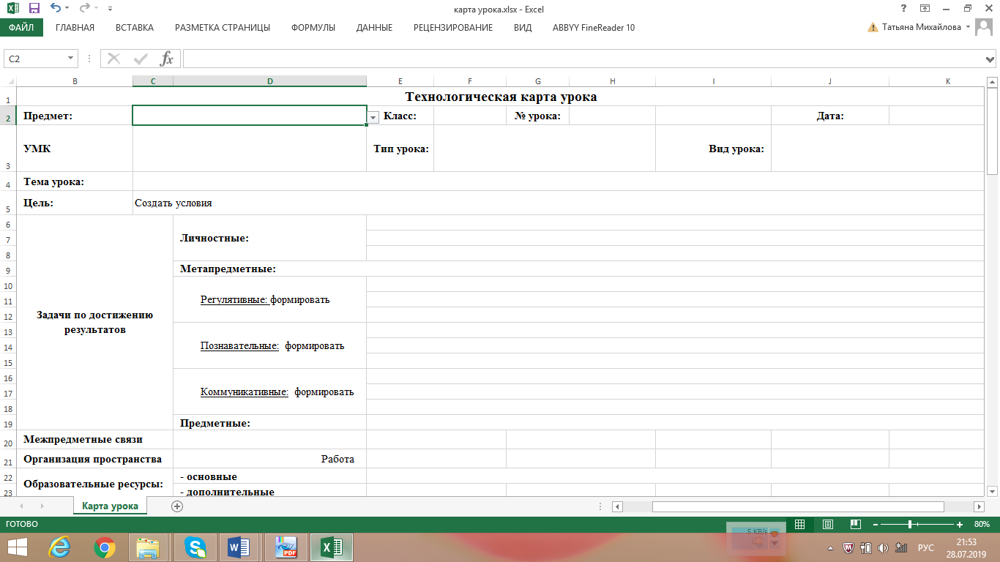 карта урока.xlsx - Excel
ФАЙЛ ГЛАВНАЯ ВСТАВКА РАЗМЕТКА СТРАНИЦЫ ФОРМУЛЫ ДАННЫЕ РЕЦЕНЗИРОВАНИЕ ВИД ABBYY FineReader 10 Татьяна Михайлова
C2 fx
B C D E F G H I J K
1 Технологическая карта урока
2 Предмет: Класс: № урока: Дата:
3 УМК Тип урока: Вид урока:
4 Тема урока:
5 Цель: Создать условия
6
7 Личностные:
8
9 Метапредметные:
10
11 Регулятивные: формировать
12
Задачи по достижению
13
результатов
14 Познавательные: формировать
15
16
17 Коммуникативные: формировать
18
19 Предметные:
20 Межпредметные связи
21 Организация пространства Работа
22 - основные
Образовательные ресурсы:
23 - дополнительные
Карта урока
ГОТОВО 80%
5 KB/s
W PDF X
РУС 21:53
28.07.2019